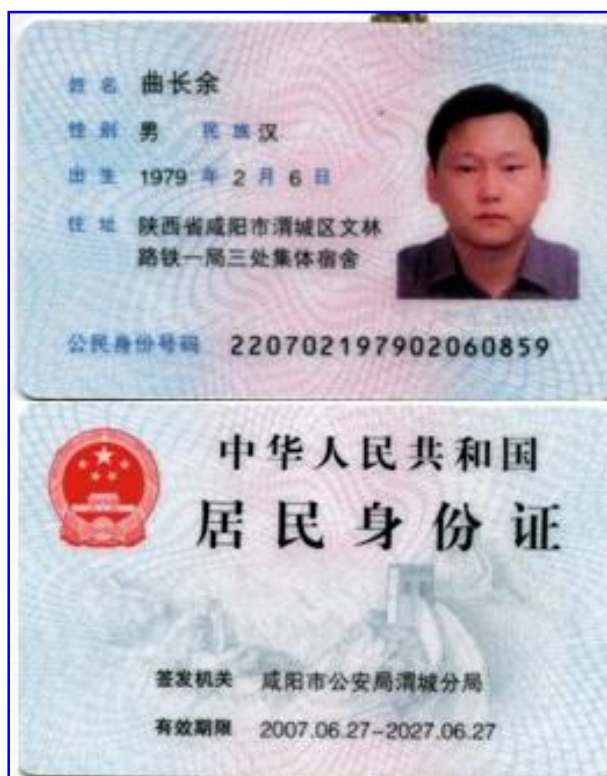 姓名 曲长余
性别 男 民族 汉
出生 1979 年 2 月 6 日
住址 陕西省咸阳市渭城区文林
路铁一局三处集体宿舍
公民身份号码 220702197902060859
中华人民共和国
居民身份证
签发机关 咸阳市公安局渭城分局
有效期限 2007.06.27-2027.06.27